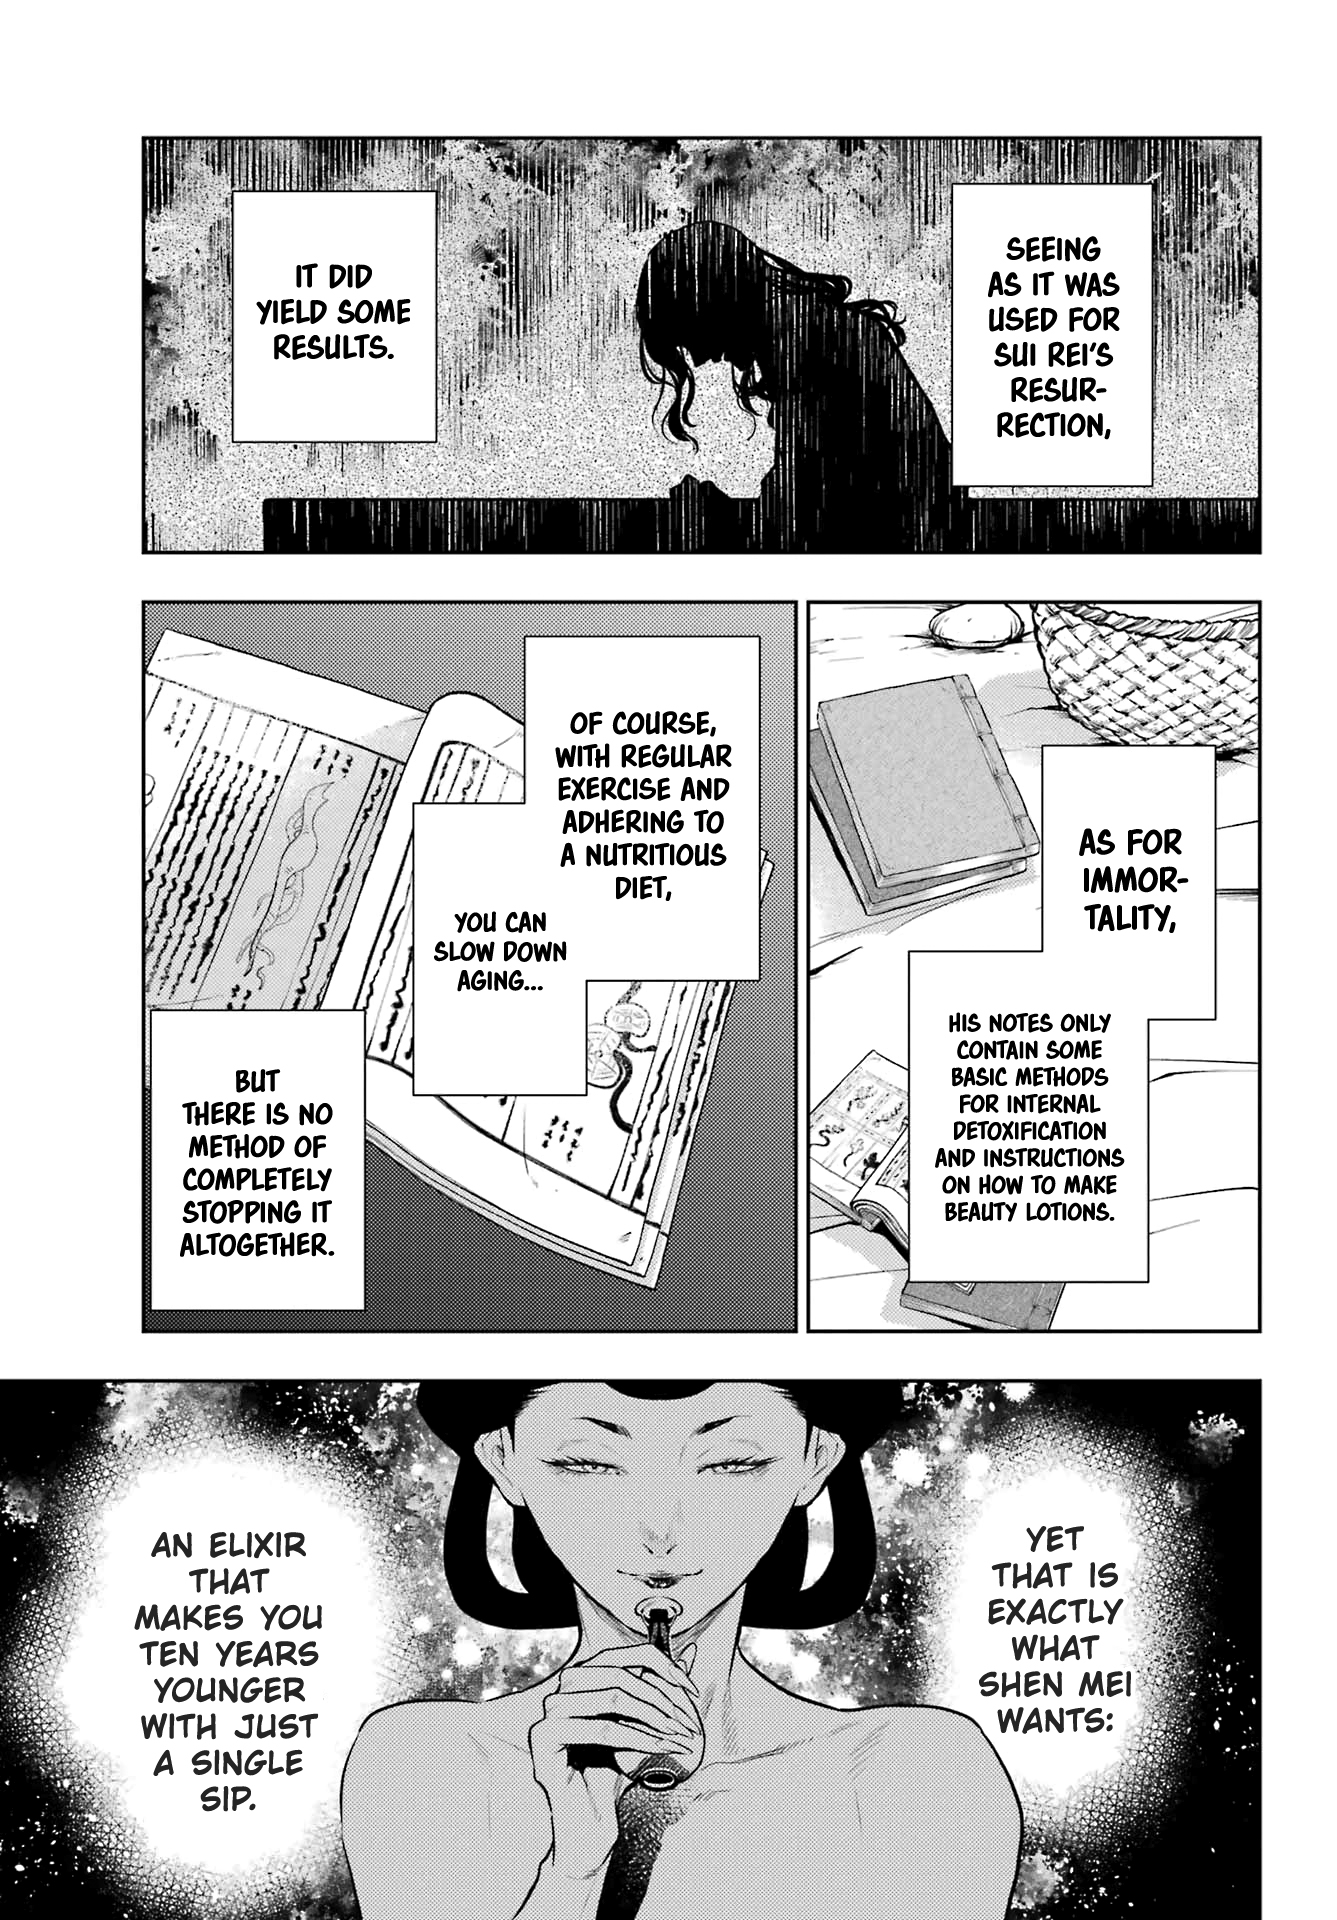 SEEING
AS IT WAS
USED FOR
SUI REI'S
RESUR-
RECTION,
IT DID
YIELD SOME
RESULTS.
AS FOR
IMMOR-
TALITY,
HIS NOTES ONLY
CONTAIN SOME
BASIC METHODS
FOR INTERNAL
DETOXIFICATION
AND INSTRUCTIONS
ON HOW TO MAKE
BEAUTY LOTIONS.
OF COURSE,
WITH REGULAR
EXERCISE AND
ADHERING TO
A NUTRITIOUS
DIET,
YOU CAN
SLOW DOWN
AGING...
BUT
THERE IS NO
METHOD OF
COMPLETELY
STOPPING IT
ALTOGETHER.
YET
THAT IS
EXACTLY
WHAT
SHEN MEI
WANTS:
AN ELIXIR
THAT
MAKES YOU
TEN YEARS
YOUNGER
WITH JUST
A SINGLE
SIP.